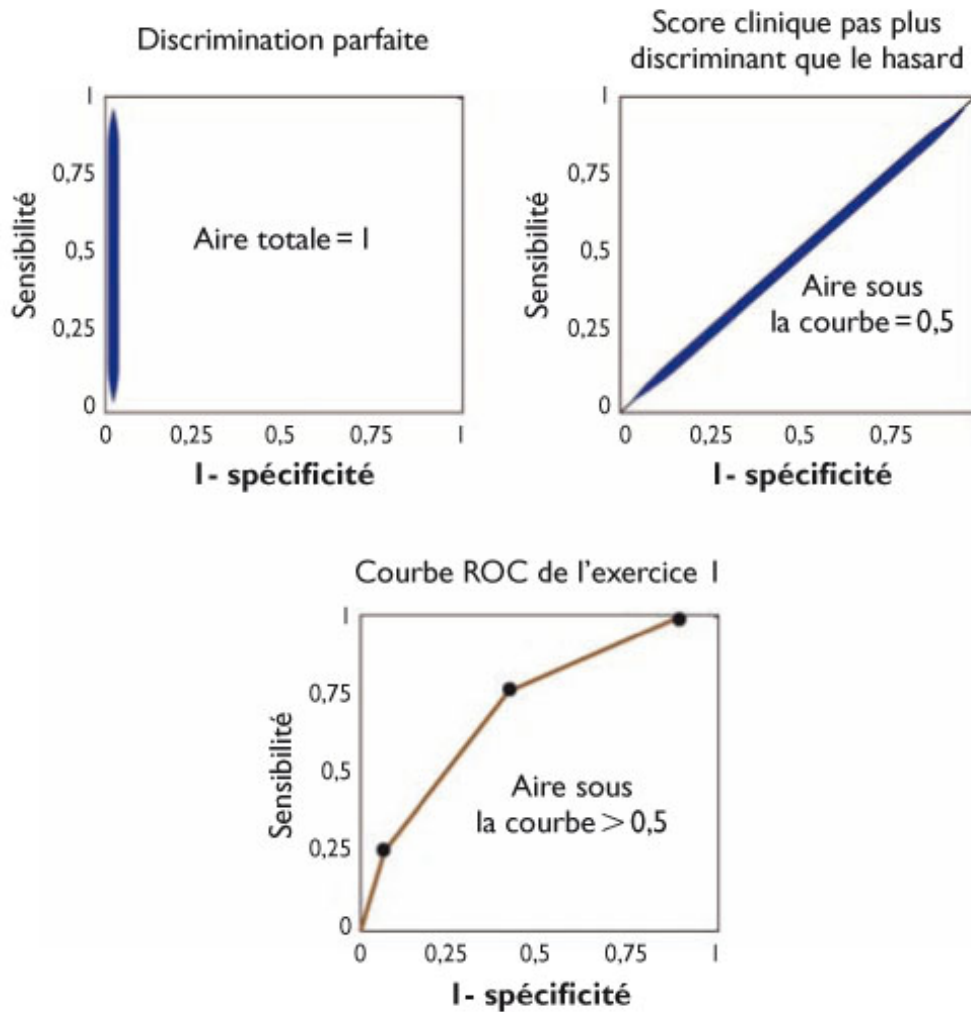 Discrimination parfaite
Score clinique pas plus
discriminant que le hasard
1
0,75
0,5
0,25
0
Sensibilité
Aire totale = 1
0 0,25 0,5 0,75 1
1- spécificité
1
0,75
0,5
0,25
0
Sensibilité
Aire sous
la courbe = 0,5
0 0,25 0,5 0,75
1- spécificité
Courbe ROC de l'exercice 1
1
0,75
0,5
0,25
0
Sensibilité
Aire sous
la courbe > 0,5
0 0,25 0,5 0,75 1
1- spécificité